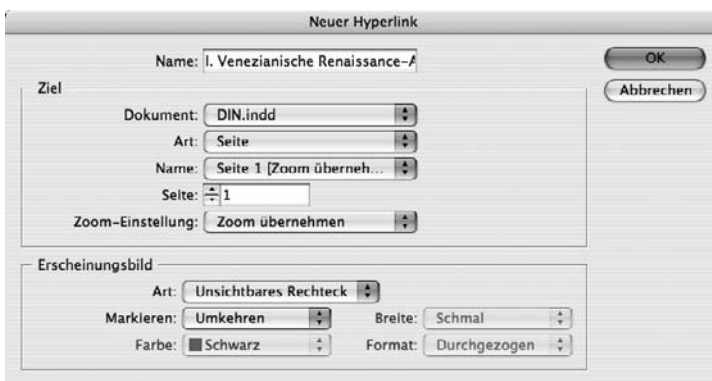 Neuer Hyperlink
Name: I. Venezianische Renaissance-A
OK
Abbrechen
Ziel
Dokument: DIN.indd
Art: Seite
Name: Seite 1 [Zoom überneh...
Seite: 1
Zoom-Einstellung: Zoom übernehmen
Erscheinungsbild
Art: Unsichtbares Rechteck
Markieren: Umkehren Breite: Schmal
Farbe: Schwarz Format: Durchgezogen